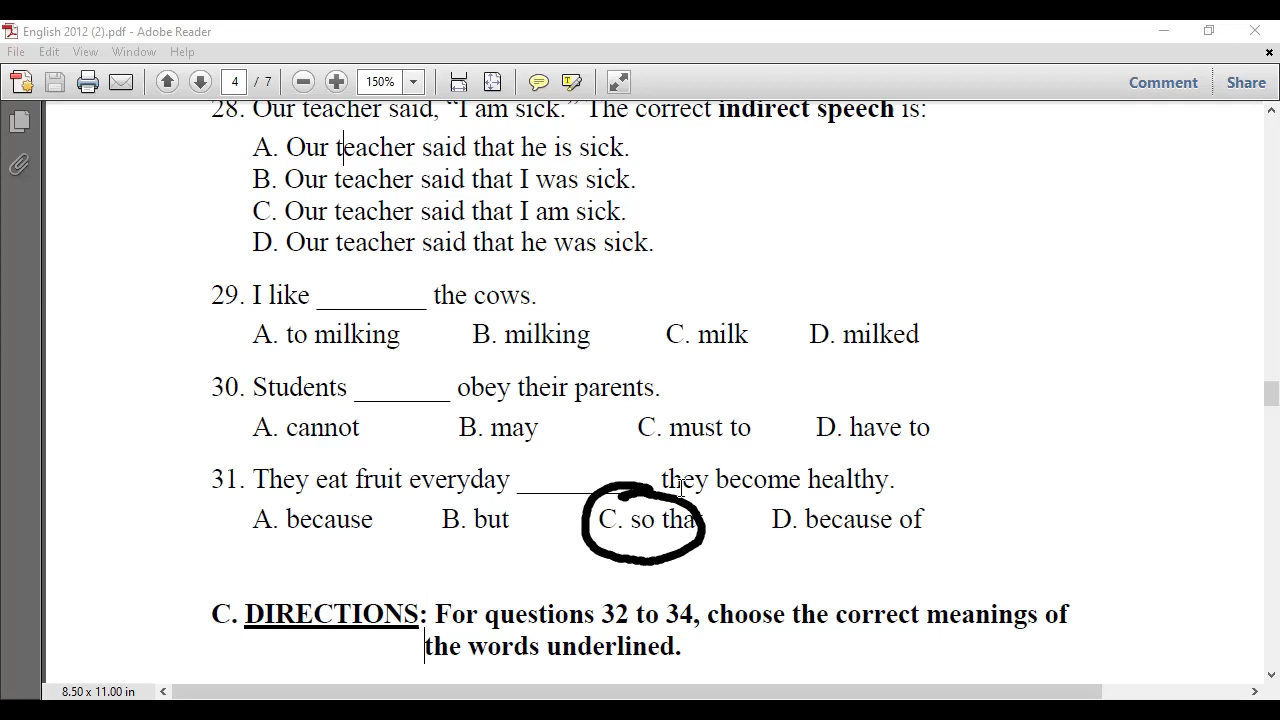 English 2012 (2).pdf - Adobe Reader
File Edit View Window Help
4 / 7 150% Comment Share
28. Our teacher said, “I am sick.” The correct indirect speech is:
A. Our teacher said that he is sick.
B. Our teacher said that I was sick.
C. Our teacher said that I am sick.
D. Our teacher said that he was sick.
29. I like ________ the cows.
A. to milking B. milking C. milk D. milked
30. Students _______ obey their parents.
A. cannot B. may C. must to D. have to
31. They eat fruit everyday __________ they become healthy.
A. because B. but C. so that D. because of
C. DIRECTIONS: For questions 32 to 34, choose the correct meanings of
the words underlined.
8.50 x 11.00 in